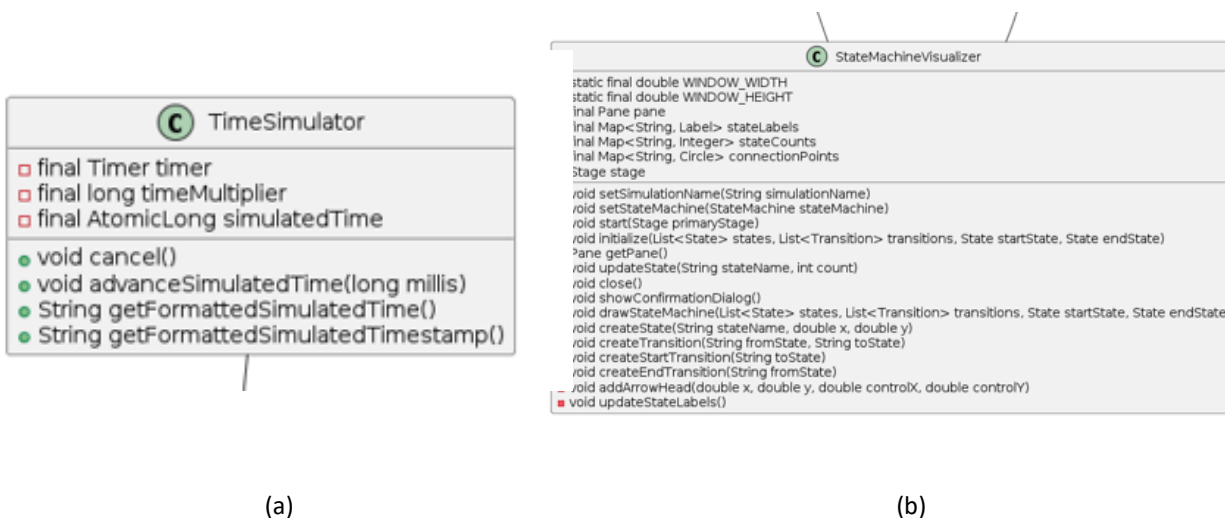 C TimeSimulator
final Timer timer
final long timeMultiplier
final AtomicLong simulatedTime
void cancel()
void advanceSimulatedTime(long millis)
String getFormattedSimulatedTime()
String getFormattedSimulatedTimestamp()
(a)
C StateMachineVisualizer
static final double WINDOW_WIDTH
static final double WINDOW_HEIGHT
final Pane pane
final Map<String, Label> stateLabels
final Map<String, Integer> stateCounts
final Map<String, Circle> connectionPoints
Stage stage
void setSimulationName(String simulationName)
void setStateMachine(StateMachine stateMachine)
void start(Stage primaryStage)
void initialize(List<State> states, List<Transition> transitions, State startState, State endState)
Pane getPane()
void updateState(String stateName, int count)
void close()
void showConfirmationDialog()
void drawStateMachine(List<State> states, List<Transition> transitions, State startState, State endState
void createState(String stateName, double x, double y)
void createTransition(String fromState, String toState)
void createStartTransition(String toState)
void createEndTransition(String fromState)
void addArrowHead(double x, double y, double controlX, double controlY)
void updateStateLabels()
(b)